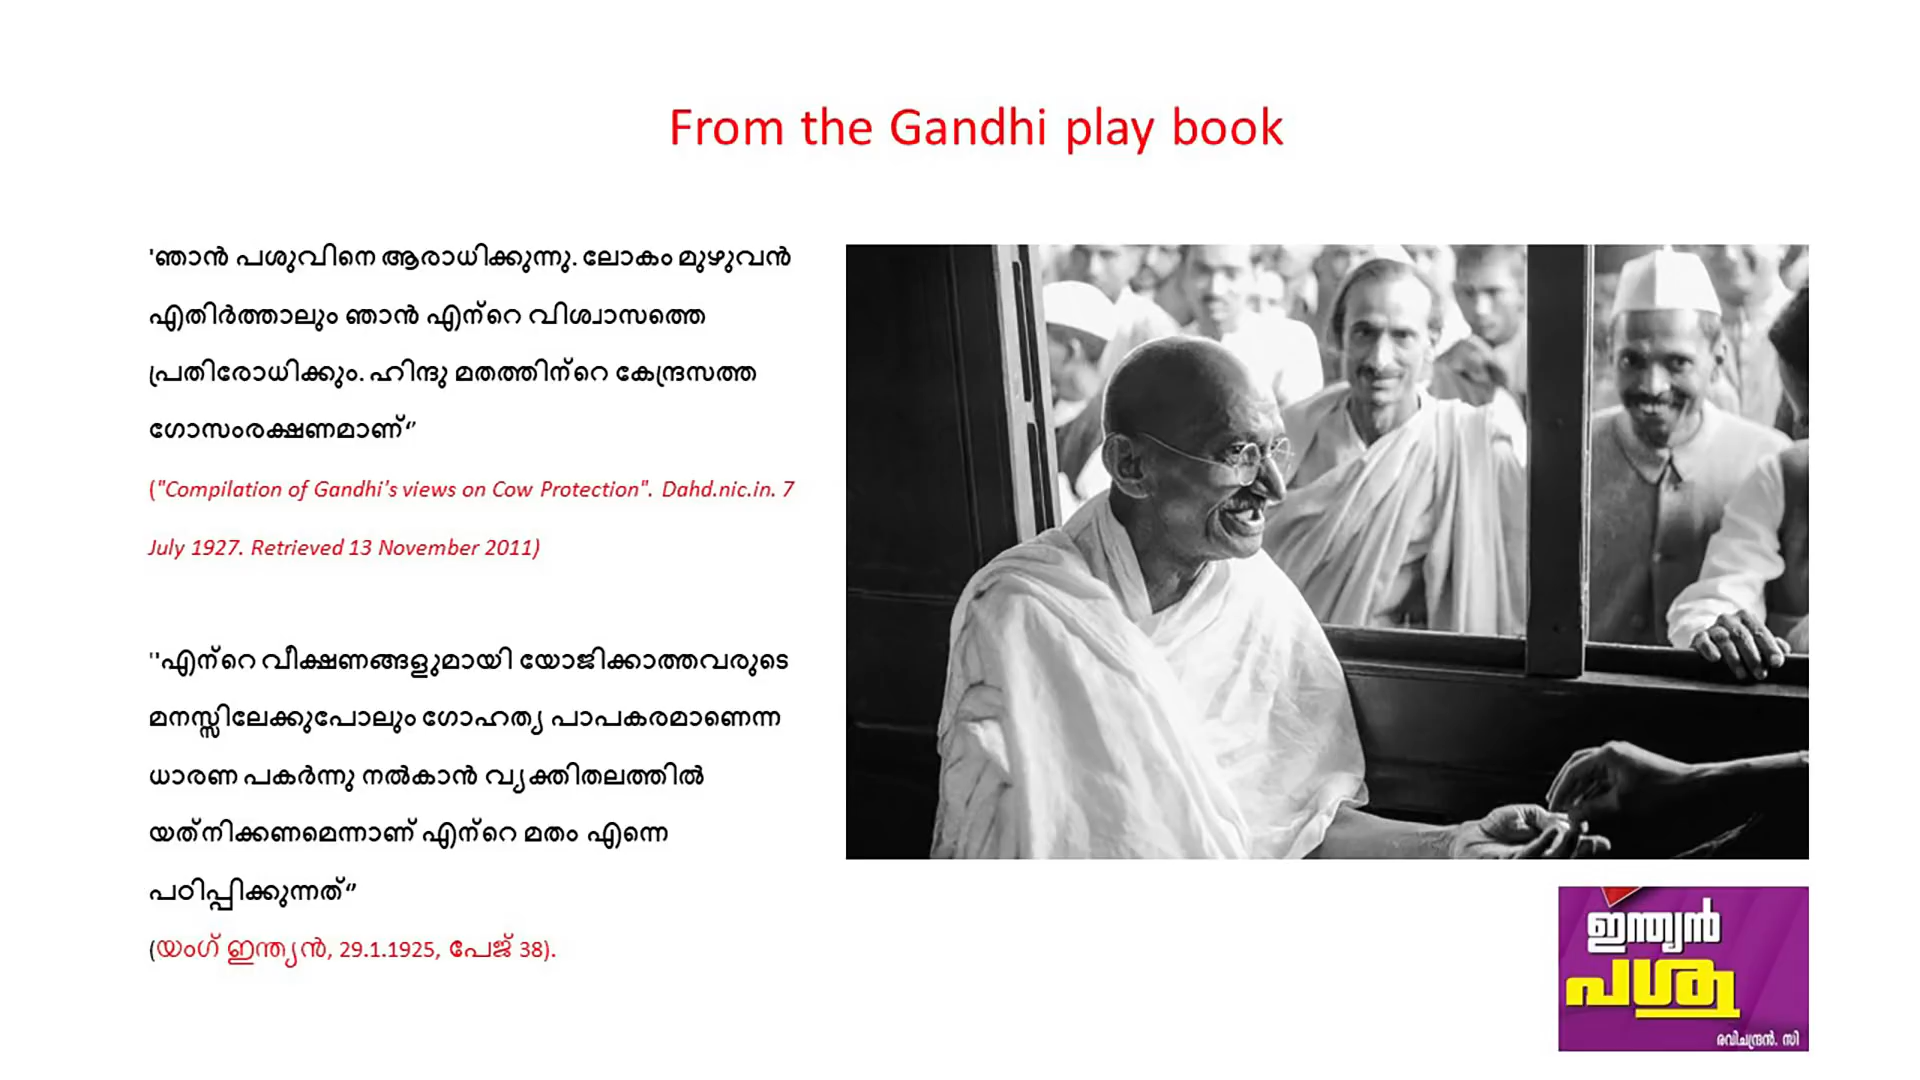 From the Gandhi play book
'ഞാൻ പശുവിനെ ആരാധിക്കുന്നു. ലോകം മുഴുവൻ
എതിർത്താലും ഞാൻ എന്റെ വിശ്വാസത്തെ
പ്രതിരോധിക്കും. ഹിന്ദു മതത്തിന്റെ കേന്ദ്രസത്ത
ഗോസംരക്ഷണമാണ്”
("Compilation of Gandhi's views on Cow Protection". Dahd.nic.in. 7
July 1927. Retrieved 13 November 2011)
''എന്റെ വീക്ഷണങ്ങളുമായി യോജിക്കാത്തവരുടെ
മനസ്സിലേക്കുപോലും ഗോഹത്യ പാപകരമാണെന്ന
ധാരണ പകർന്നു നൽകാൻ വ്യക്തിതലത്തിൽ
യത്നിക്കണമെന്നാണ് എന്റെ മതം എന്നെ
പഠിപ്പിക്കുന്നത്”
(യംഗ് ഇന്ത്യൻ, 29.1.1925, പേജ് 38).
ഇന്ത്യൻ
പശു
രവിചന്ദ്രൻ. സി